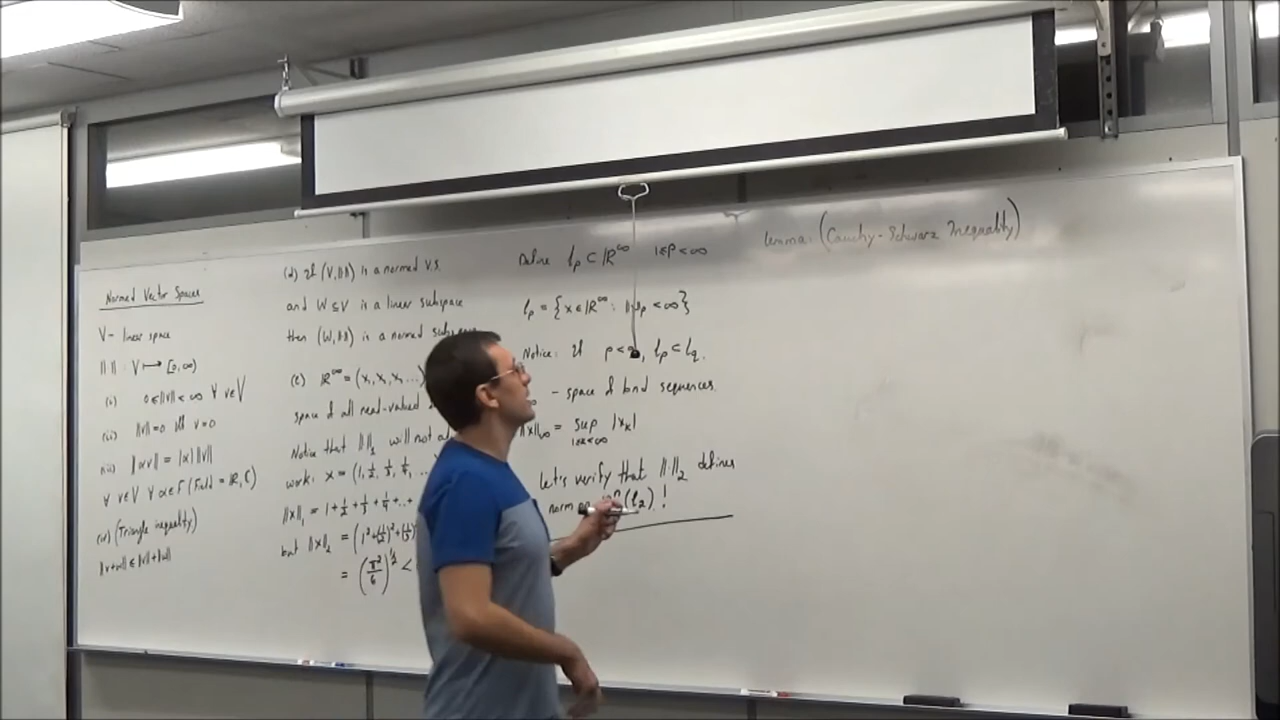 Normed Vector Spaces
V - linear space
|| || : V ↦ [0,∞)
(i) 0≤||v||<∞ ∀ v∈V
(ii) ||v||=0 iff v=0
(iii) ||αv|| = |α| ||v||
∀ v∈V ∀ α∈F (Field = ℝ, ℂ)
(iv) (Triangle inequality)
||v+w|| ≤ ||v||+||w||
(d) If (V,||·||) is a normed V.S.
and W⊆V is a linear subspace
then (W,||·||) is a normed
(e) ℝ^∞ = (x₁, x₂, x₃ ...
space of all real-valued
Notice that || ||₁ will not
work: x = (1, 1/2, 1/3, 1/4, ..
||x||₁ = 1+1/2+1/3+1/4+...
but ||x||₂ = (1²+(1/2)²+(1/3)²
= (π²/6)^{1/2} <
Define ℓₚ ⊂ ℝ^∞ 1≤p<∞
ℓₚ = {x∈ℝ^∞ : || ||ₚ < ∞}
Notice: If p< , ℓₚ ⊂ ℓ_q.
- space of bnd sequences.
||x||_∞ = sup |x_k|
1≤k<∞
Let's verify that ||·||₂ defines
norm on (ℓ₂) !
Lemma: (Cauchy-Schwarz Inequality)